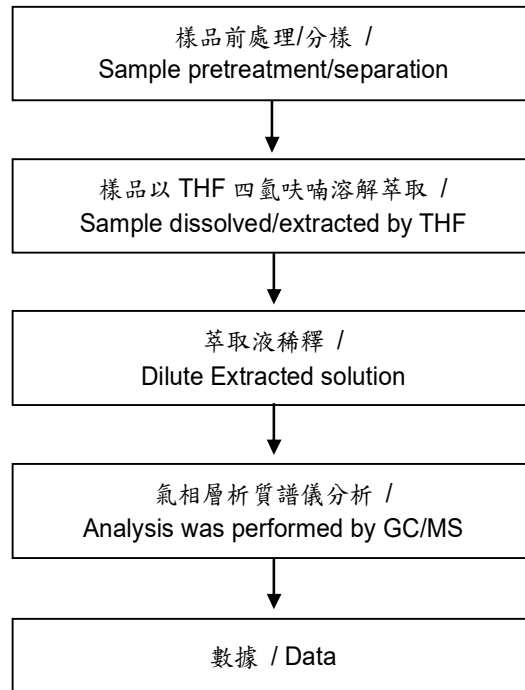 樣品前處理/分樣 /
Sample pretreatment/separation
樣品以 THF 四氫呋喃溶解萃取 /
Sample dissolved/extracted by THF
萃取液稀釋 /
Dilute Extracted solution
氣相層析質譜儀分析 /
Analysis was performed by GC/MS
數據 / Data